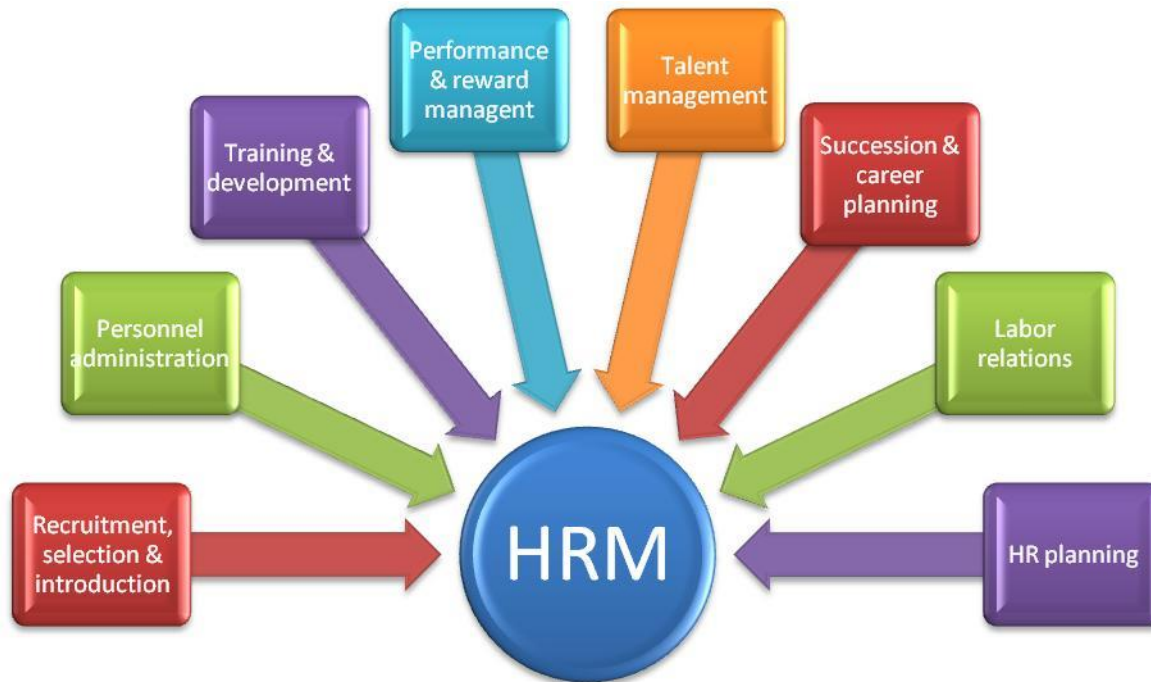 Performance
& reward
managent
Talent
management
Training &
development
Succession &
career
planning
Personnel
administration
Labor
relations
Recruitment,
selection &
introduction
HRM
HR planning